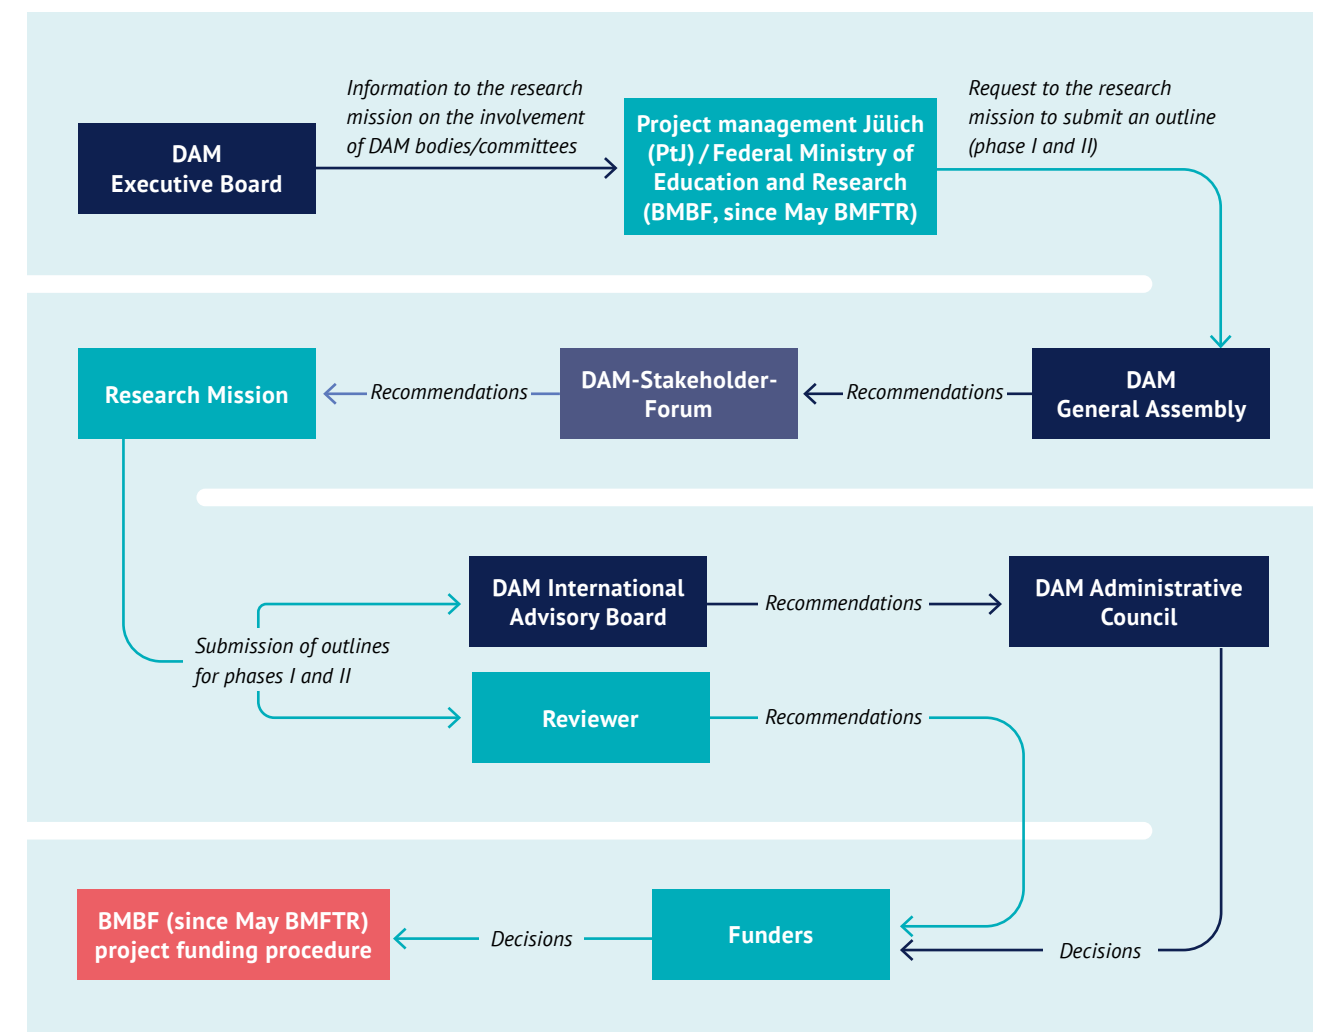 Information to the research
mission on the involvement
of DAM bodies/committees
Request to the research
mission to submit an outline
(phase I and II)
DAM
Executive Board
Project management Jülich
(PtJ) / Federal Ministry of
Education and Research
(BMBF, since May BMFTR)
Research Mission
Recommendations
DAM-Stakeholder-
Forum
Recommendations
DAM
General Assembly
Submission of outlines
for phases I and II
DAM International
Advisory Board
Recommendations
DAM Administrative
Council
Reviewer
Recommendations
BMBF (since May BMFTR)
project funding procedure
Decisions
Funders
Decisions